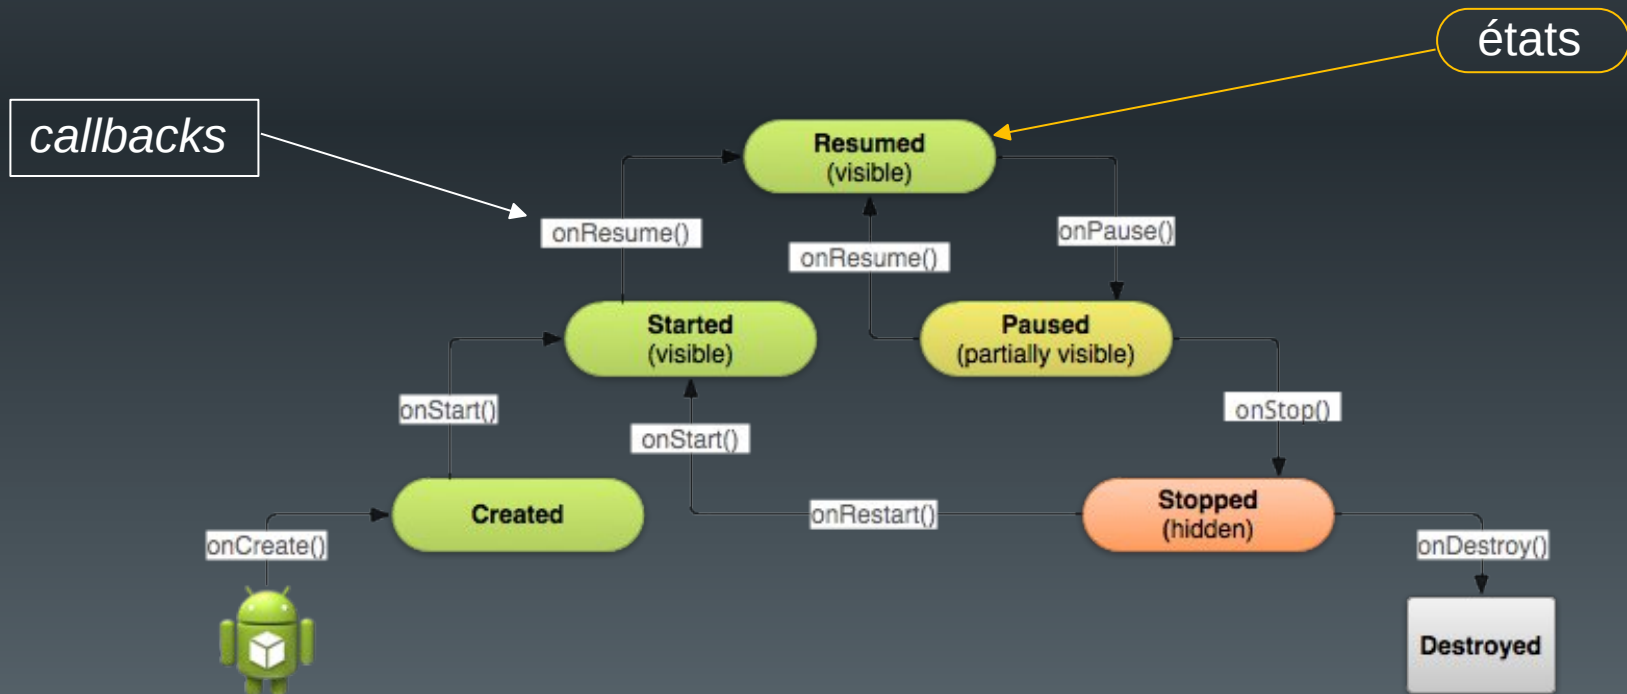 états
callbacks
Resumed
(visible)
onResume()
onResume()
onPause()
Started
(visible)
Paused
(partially visible)
onStart()
onStart()
onStop()
Created
onRestart()
Stopped
(hidden)
onCreate()
onDestroy()
Destroyed